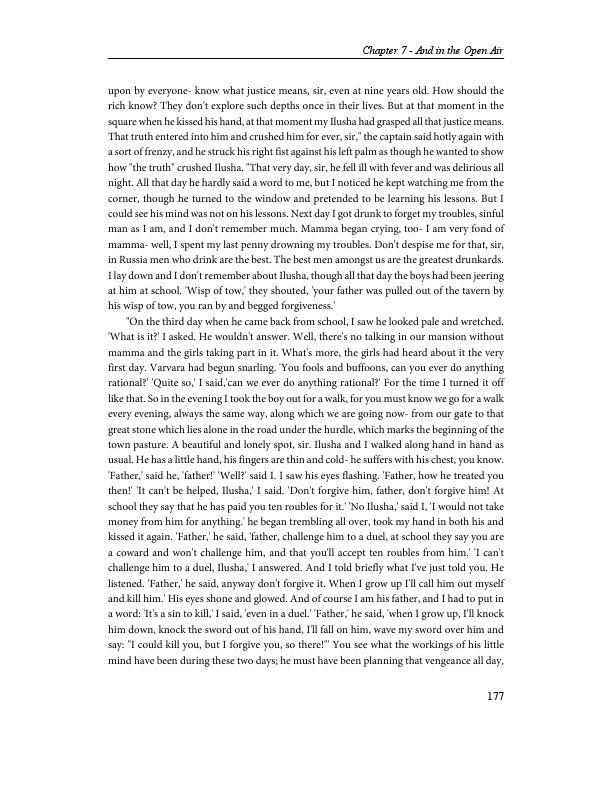 Chapter 7 - And in the Open Air
upon by everyone- know what justice means, sir, even at nine years old. How should the
rich know? They don't explore such depths once in their lives. But at that moment in the
square when he kissed his hand, at that moment my Ilusha had grasped all that justice means.
That truth entered into him and crushed him for ever, sir," the captain said hotly again with
a sort of frenzy, and he struck his right fist against his left palm as though he wanted to show
how "the truth" crushed Ilusha. "That very day, sir, he fell ill with fever and was delirious all
night. All that day he hardly said a word to me, but I noticed he kept watching me from the
corner, though he turned to the window and pretended to be learning his lessons. But I
could see his mind was not on his lessons. Next day I got drunk to forget my troubles, sinful
man as I am, and I don't remember much. Mamma began crying, too- I am very fond of
mamma- well, I spent my last penny drowning my troubles. Don't despise me for that, sir,
in Russia men who drink are the best. The best men amongst us are the greatest drunkards.
I lay down and I don't remember about Ilusha, though all that day the boys had been jeering
at him at school. 'Wisp of tow,' they shouted, 'your father was pulled out of the tavern by
his wisp of tow, you ran by and begged forgiveness.'
"On the third day when he came back from school, I saw he looked pale and wretched.
'What is it?' I asked. He wouldn't answer. Well, there's no talking in our mansion without
mamma and the girls taking part in it. What's more, the girls had heard about it the very
first day. Varvara had begun snarling. 'You fools and buffoons, can you ever do anything
rational?' 'Quite so,' I said,'can we ever do anything rational?' For the time I turned it off
like that. So in the evening I took the boy out for a walk, for you must know we go for a walk
every evening, always the same way, along which we are going now- from our gate to that
great stone which lies alone in the road under the hurdle, which marks the beginning of the
town pasture. A beautiful and lonely spot, sir. Ilusha and I walked along hand in hand as
usual. He has a little hand, his fingers are thin and cold- he suffers with his chest, you know.
'Father,' said he, 'father!' 'Well?' said I. I saw his eyes flashing. 'Father, how he treated you
then!' 'It can't be helped, Ilusha,' I said. 'Don't forgive him, father, don't forgive him! At
school they say that he has paid you ten roubles for it.' 'No Ilusha,' said I, 'I would not take
money from him for anything.' he began trembling all over, took my hand in both his and
kissed it again. 'Father,' he said, 'father, challenge him to a duel, at school they say you are
a coward and won't challenge him, and that you'll accept ten roubles from him.' 'I can't
challenge him to a duel, Ilusha,' I answered. And I told briefly what I've just told you. He
listened. 'Father,' he said, anyway don't forgive it. When I grow up I'll call him out myself
and kill him.' His eyes shone and glowed. And of course I am his father, and I had to put in
a word: 'It's a sin to kill,' I said, 'even in a duel.' 'Father,' he said, 'when I grow up, I'll knock
him down, knock the sword out of his hand, I'll fall on him, wave my sword over him and
say: "I could kill you, but I forgive you, so there!"' You see what the workings of his little
mind have been during these two days; he must have been planning that vengeance all day,
177